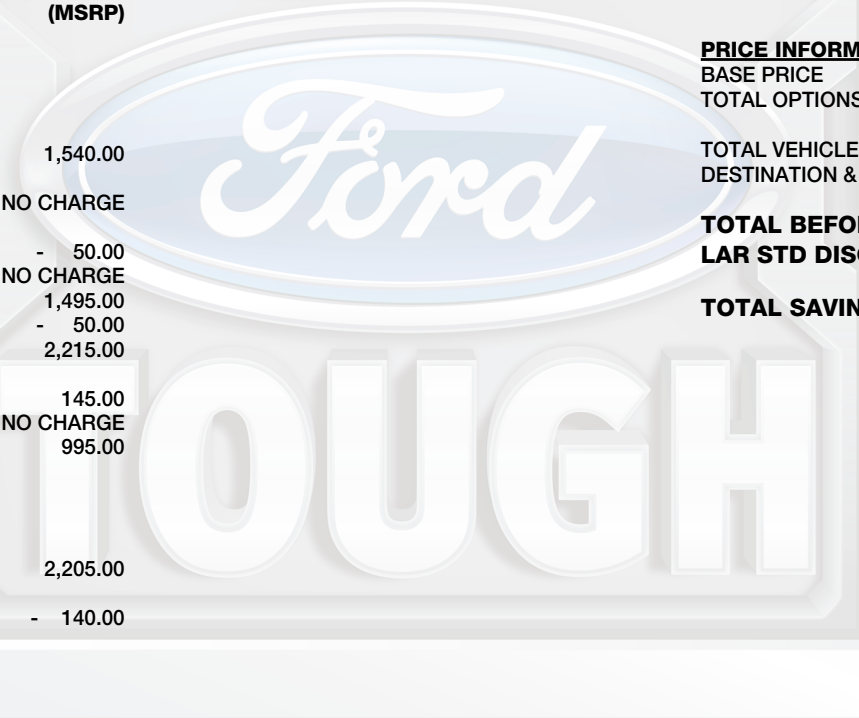 (MSRP)
1,540.00
NO CHARGE
- 50.00
NO CHARGE
1,495.00
- 50.00
2,215.00
145.00
NO CHARGE
995.00
2,205.00
- 140.00
PRICE INFORM
BASE PRICE
TOTAL OPTIONS
TOTAL VEHICLE
DESTINATION &
TOTAL BEFO
LAR STD DIS
TOTAL SAVIN
Ford
TOUGH